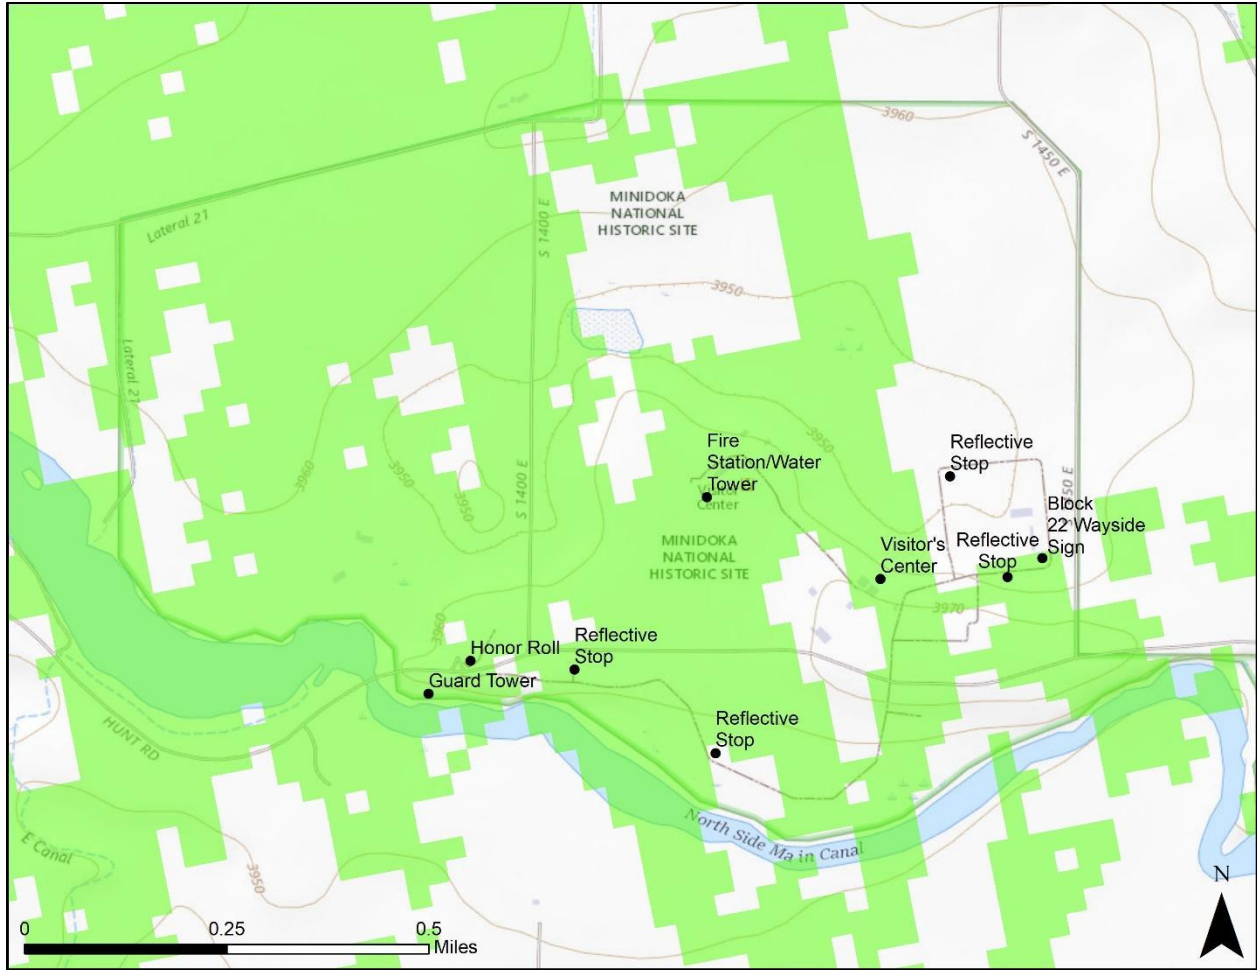 3960
S 1450 E
MINIDOKA
NATIONAL
HISTORIC SITE
Lateral 21
S 1400 E
3950
Lateral 21
Fire
Station/Water
Tower
Visitor
Center
3950
Reflective
Stop
3960
3950
3950
S 1400 E
Block
22 Wayside
Sign
MINIDOKA
NATIONAL
HISTORIC SITE
Visitor's
Center
Reflective
Stop
3970
3960
Honor Roll
Reflective
Stop
Guard Tower
HUNT RD
Reflective
Stop
North Side Main Canal
E Canal
3950
N
0 0.25 0.5
Miles